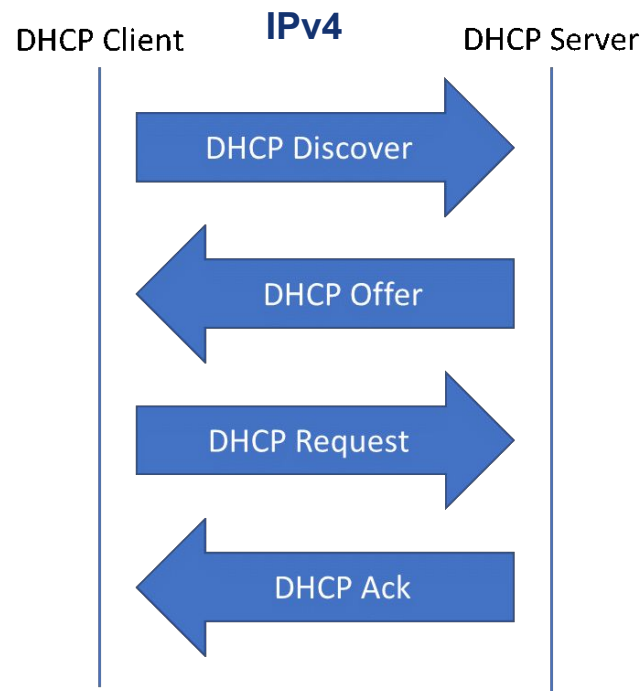 IPv4
DHCP Client
DHCP Server
DHCP Discover
DHCP Offer
DHCP Request
DHCP Ack